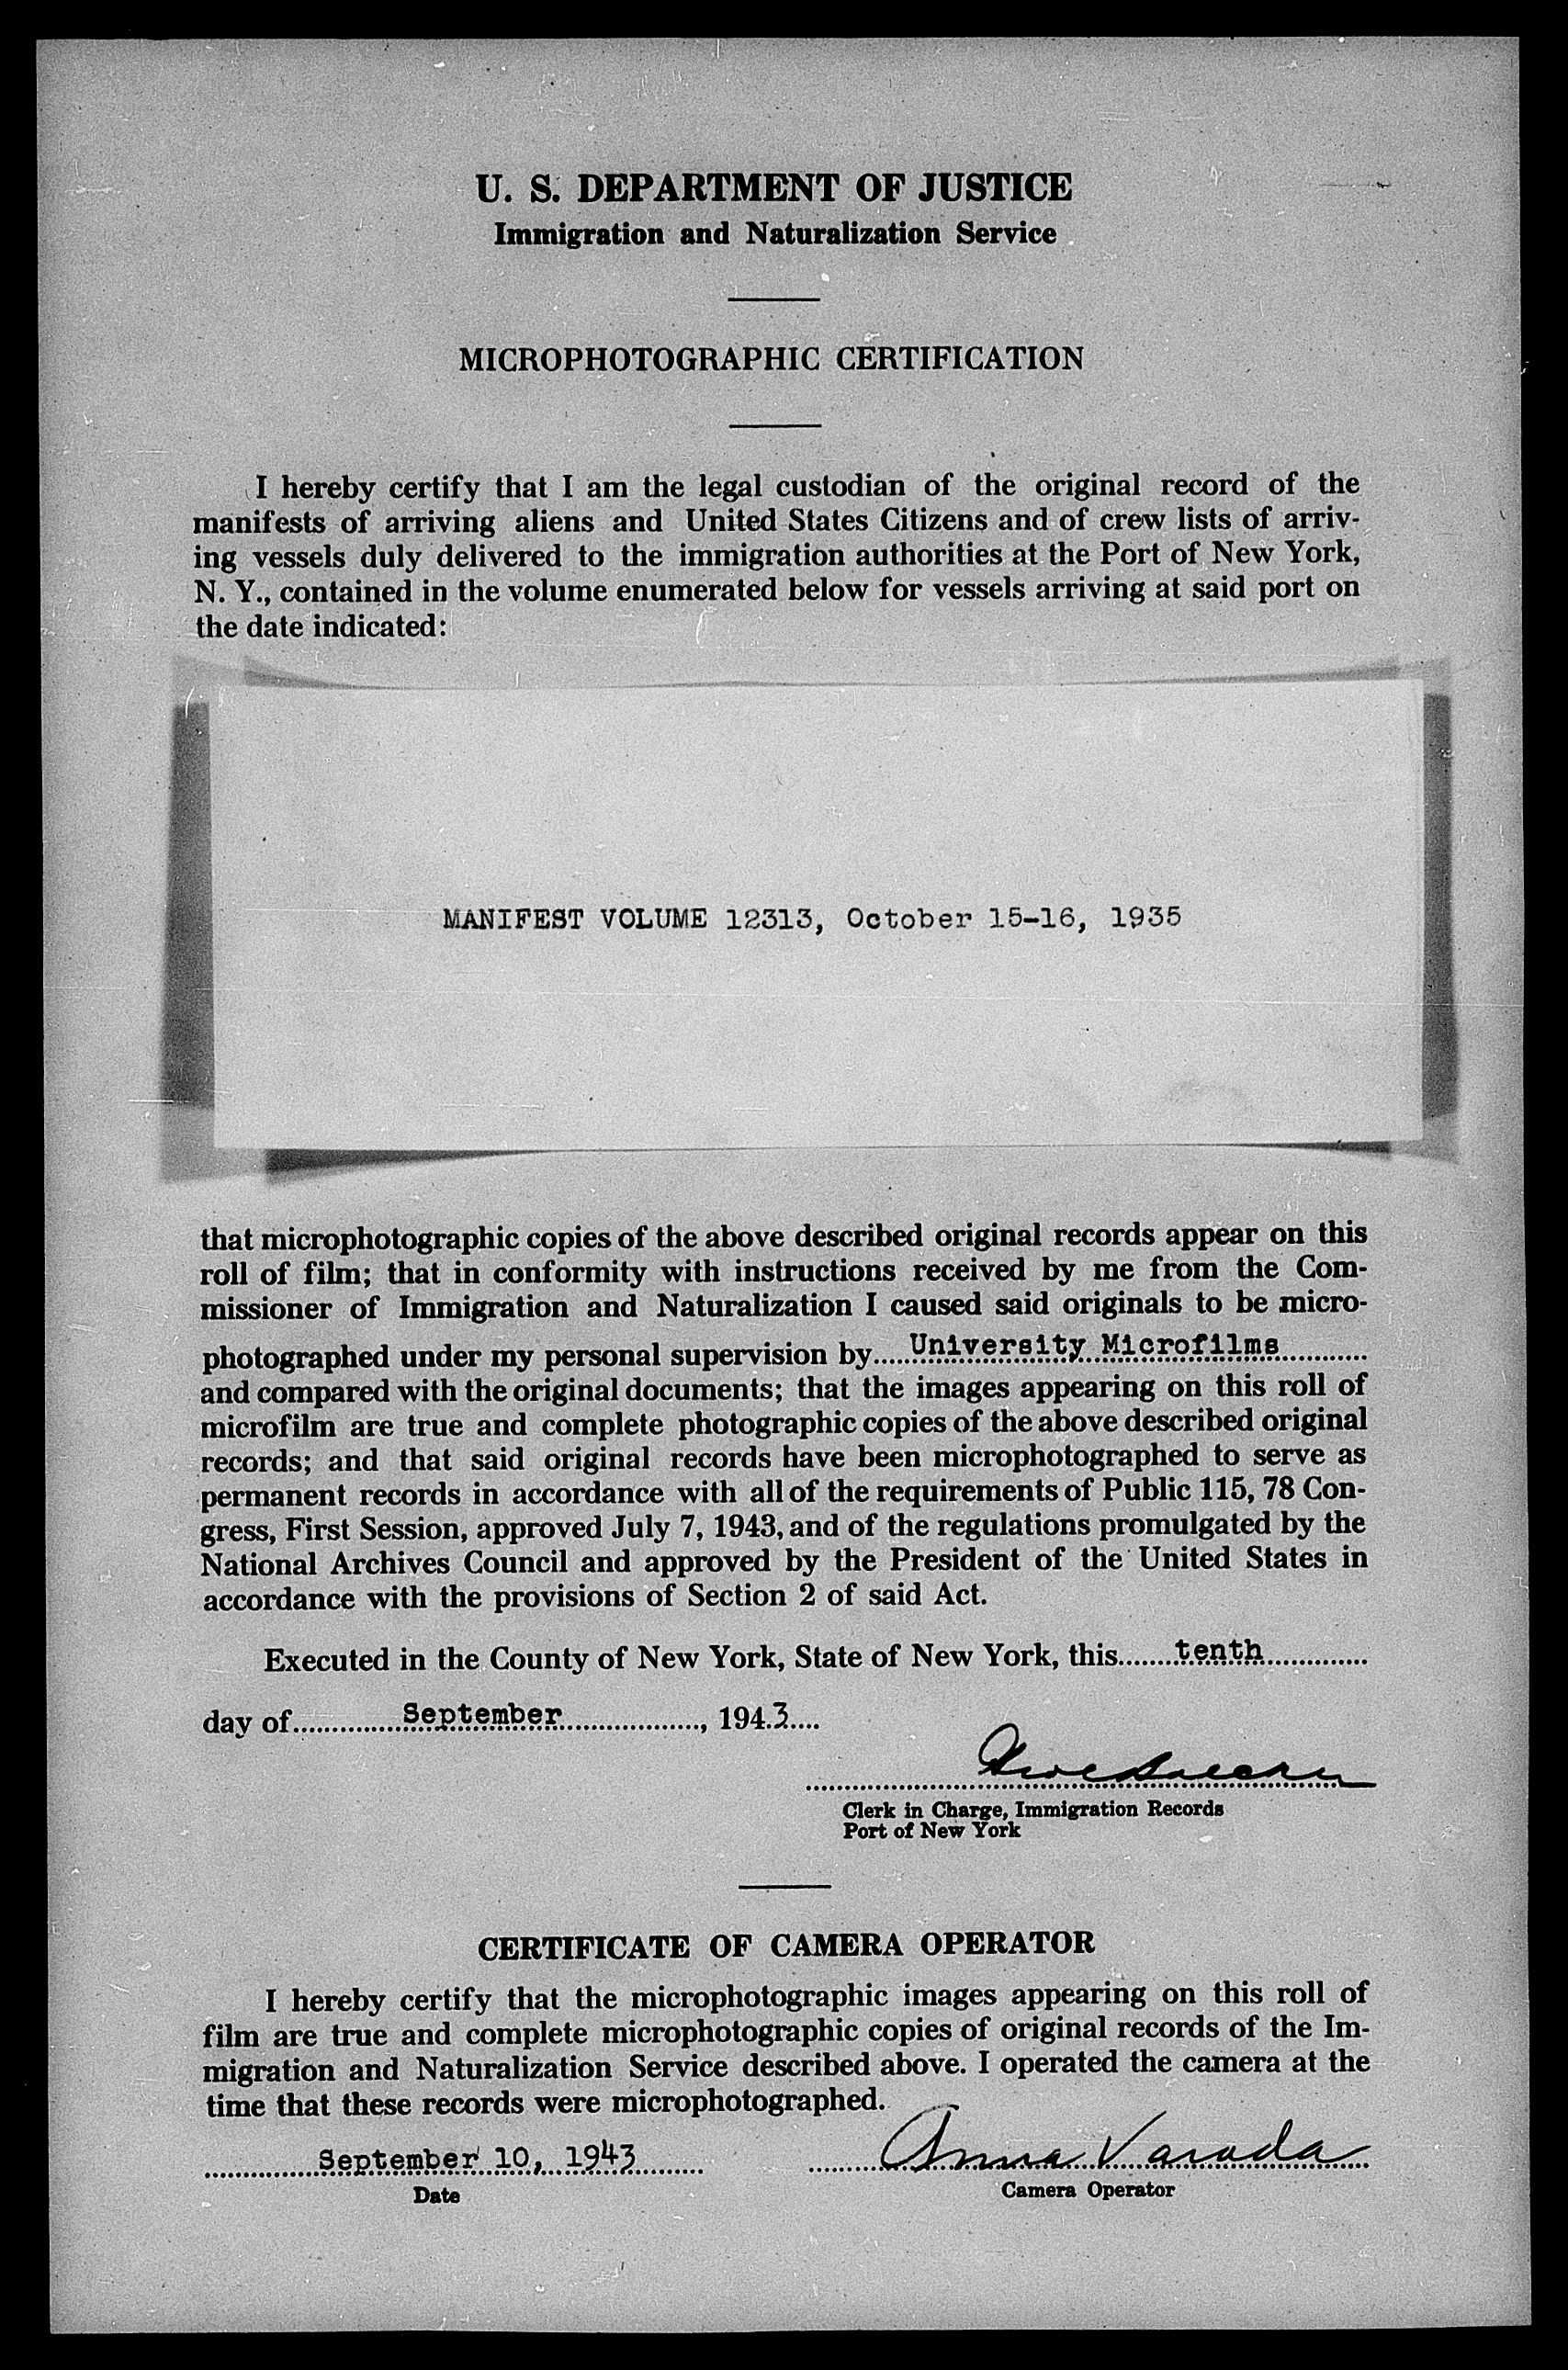 U. S. DEPARTMENT OF JUSTICE
Immigration and Naturalization Service
MICROPHOTOGRAPHIC CERTIFICATION
I hereby certify that I am the legal custodian of the original record of the
manifests of arriving aliens and United States Citizens and of crew lists of arriv-
ing vessels duly delivered to the immigration authorities at the Port of New York,
N. Y., contained in the volume enumerated below for vessels arriving at said port on
the date indicated:
MANIFEST VOLUME 12313, October 15-16, 1935
that microphotographic copies of the above described original records appear on this
roll of film; that in conformity with instructions received by me from the Com-
missioner of Immigration and Naturalization I caused said originals to be micro-
photographed under my personal supervision by.....University Microfilms............
and compared with the original documents; that the images appearing on this roll of
microfilm are true and complete photographic copies of the above described original
records; and that said original records have been microphotographed to serve as
permanent records in accordance with all of the requirements of Public 115, 78 Con-
gress, First Session, approved July 7, 1943, and of the regulations promulgated by the
National Archives Council and approved by the President of the United States in
accordance with the provisions of Section 2 of said Act.
Executed in the County of New York, State of New York, this.......tenth.............
day of..............September.................., 194.3....
Clerk in Charge, Immigration Records
Port of New York
CERTIFICATE OF CAMERA OPERATOR
I hereby certify that the microphotographic images appearing on this roll of
film are true and complete microphotographic copies of original records of the Im-
migration and Naturalization Service described above. I operated the camera at the
time that these records were microphotographed.
September 10, 1943
Anna Varada
Date
Camera Operator